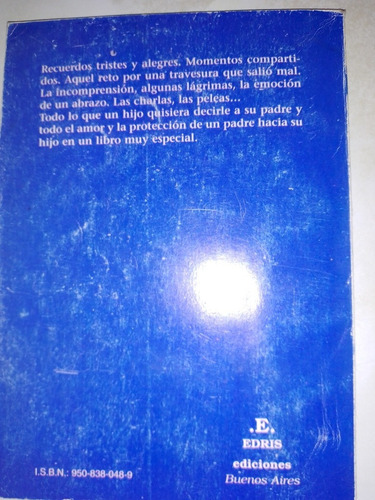 Recuerdos tristes y alegres. Momentos comparti-
dos. Aquel reto por una travesura que salió mal.
La incomprensión, algunas lágrimas, la emoción
de un abrazo. Las charlas, las peleas...
Todo lo que un hijo quisiera decirle a su padre y
todo el amor y la protección de un padre hacia su
hijo en un libro muy especial.
.E.
EDRIS
ediciones
Buenos Aires
I.S.B.N.: 950-838-048-9